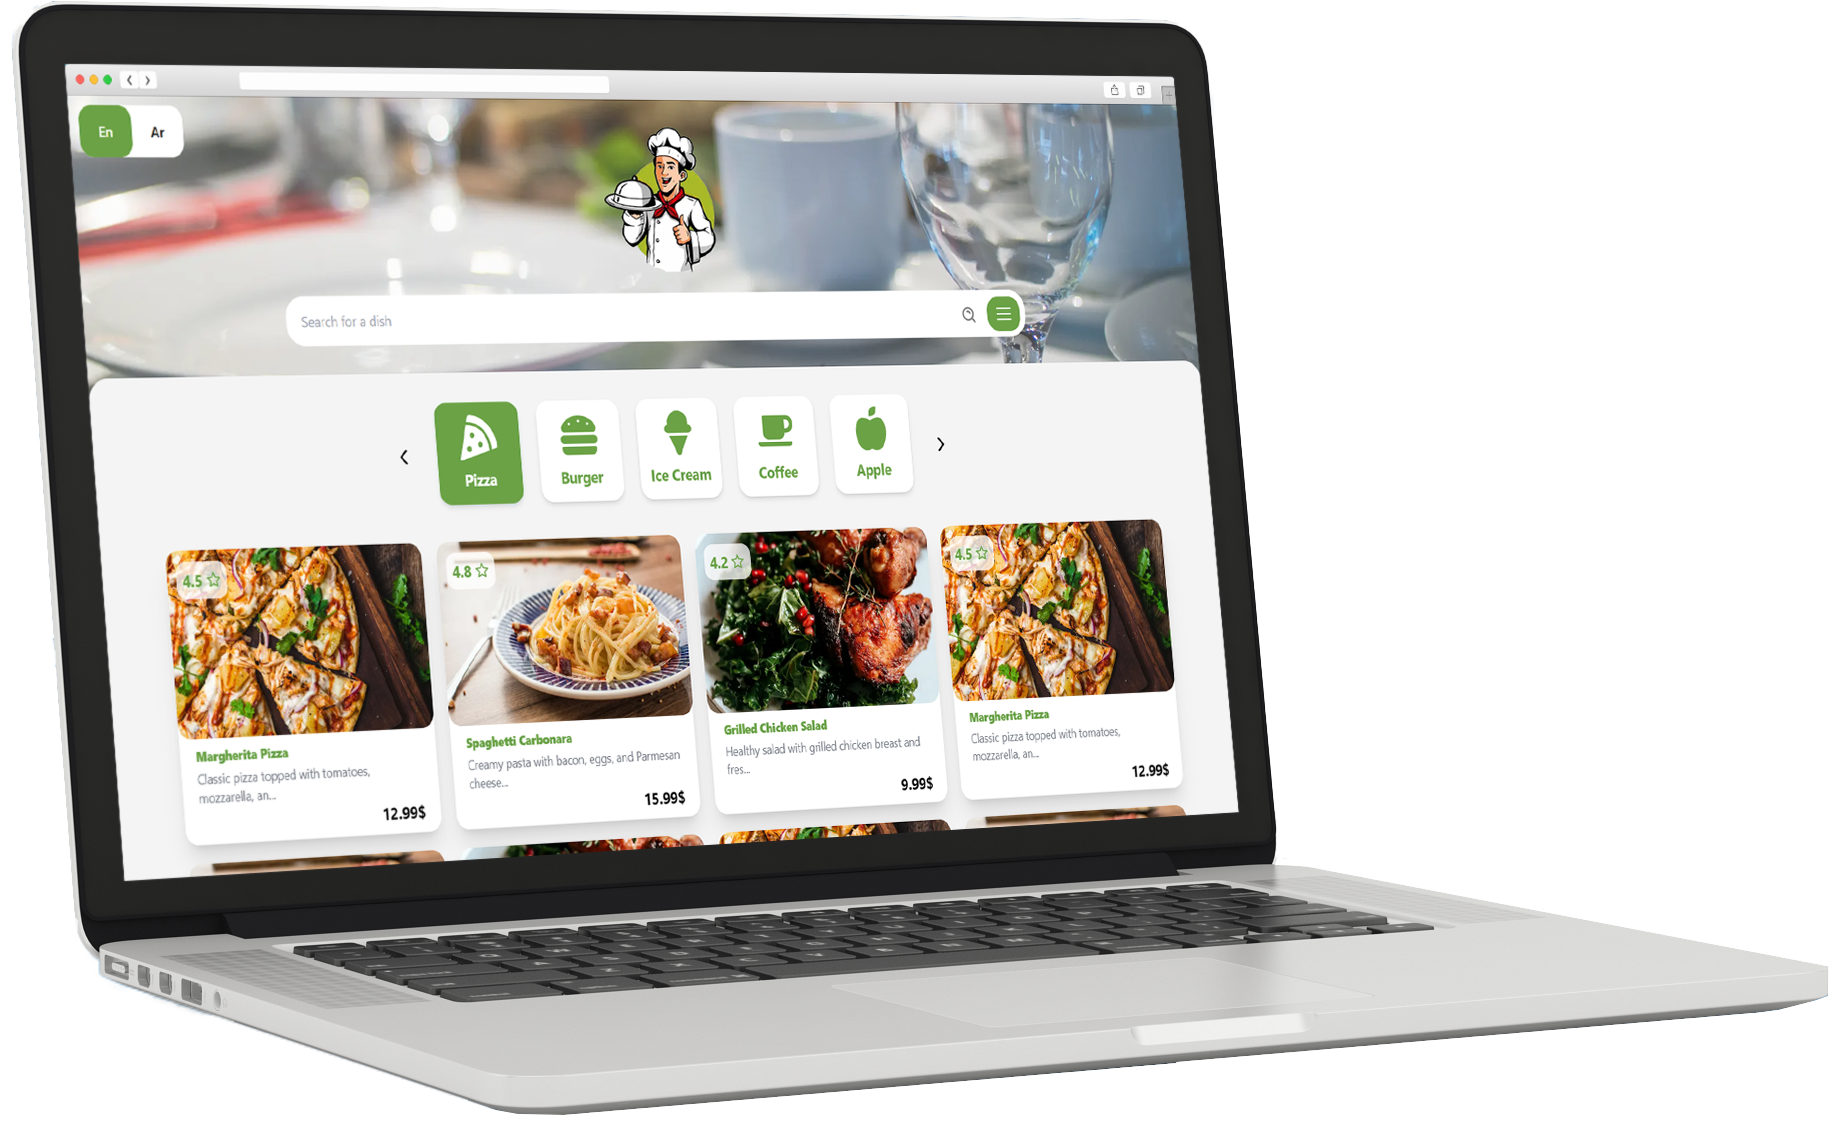 En Ar
Search for a dish
Pizza Burger Ice Cream Coffee Apple
4.5 4.8 4.2 4.5
Margherita Pizza
Classic pizza topped with tomatoes,
mozzarella, an...
12.99$
Spaghetti Carbonara
Creamy pasta with bacon, eggs, and Parmesan
cheese...
15.99$
Grilled Chicken Salad
Healthy salad with grilled chicken breast and
fres...
9.99$
Margherita Pizza
Classic pizza topped with tomatoes,
mozzarella, an...
12.99$